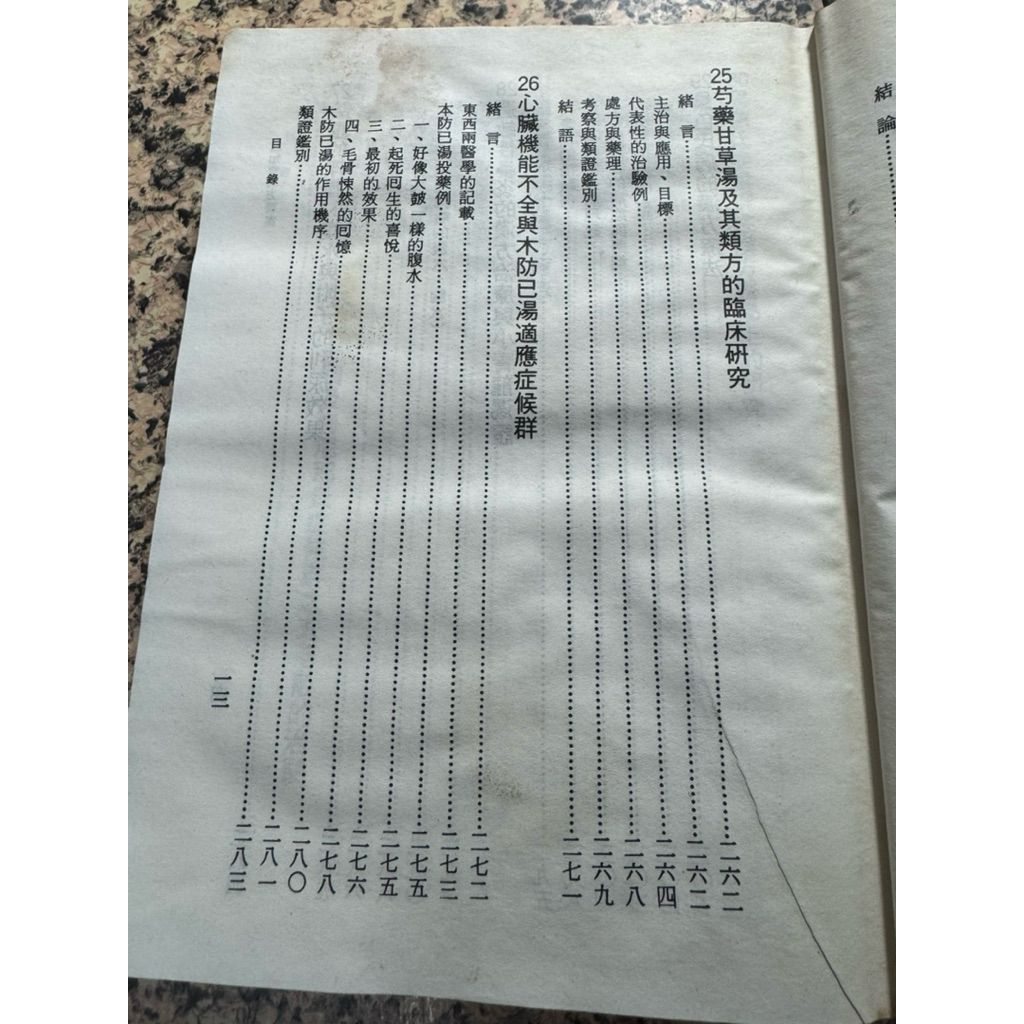 結論
25芍藥甘草湯及其類方的臨床研究
緒言……二六二
主治與應用、目標……二六二
代表性的治驗例……二六四
處方與藥理……二六八
考察與類證鑑別……二六九
結語……二七一
26心臟機能不全與木防已湯適應症候群
緒言……二七二
東西兩醫學的記載……二七三
本防已湯投藥例……二七五
一、好像大皷一樣的腹水……二七五
二、起死回生的喜悅……二七六
三、最初的效果……二七八
四、毛骨悚然的回憶……二八〇
木防已湯的作用機序……二八一
類證鑑別……二八三
目錄
一三